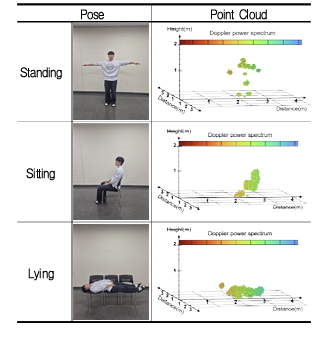 Pose Point Cloud
Standing
Height(m)
Doppler power spectrum
2
1
1 2 3 4
Distance(m)
Distance(m)
Sitting
Height(m)
Doppler power spectrum
2
1
1 2 3 4
Distance(m)
Distance(m)
Lying
Height(m)
Doppler power spectrum
2
1
1 2 3 4
Distance(m)
Distance(m)